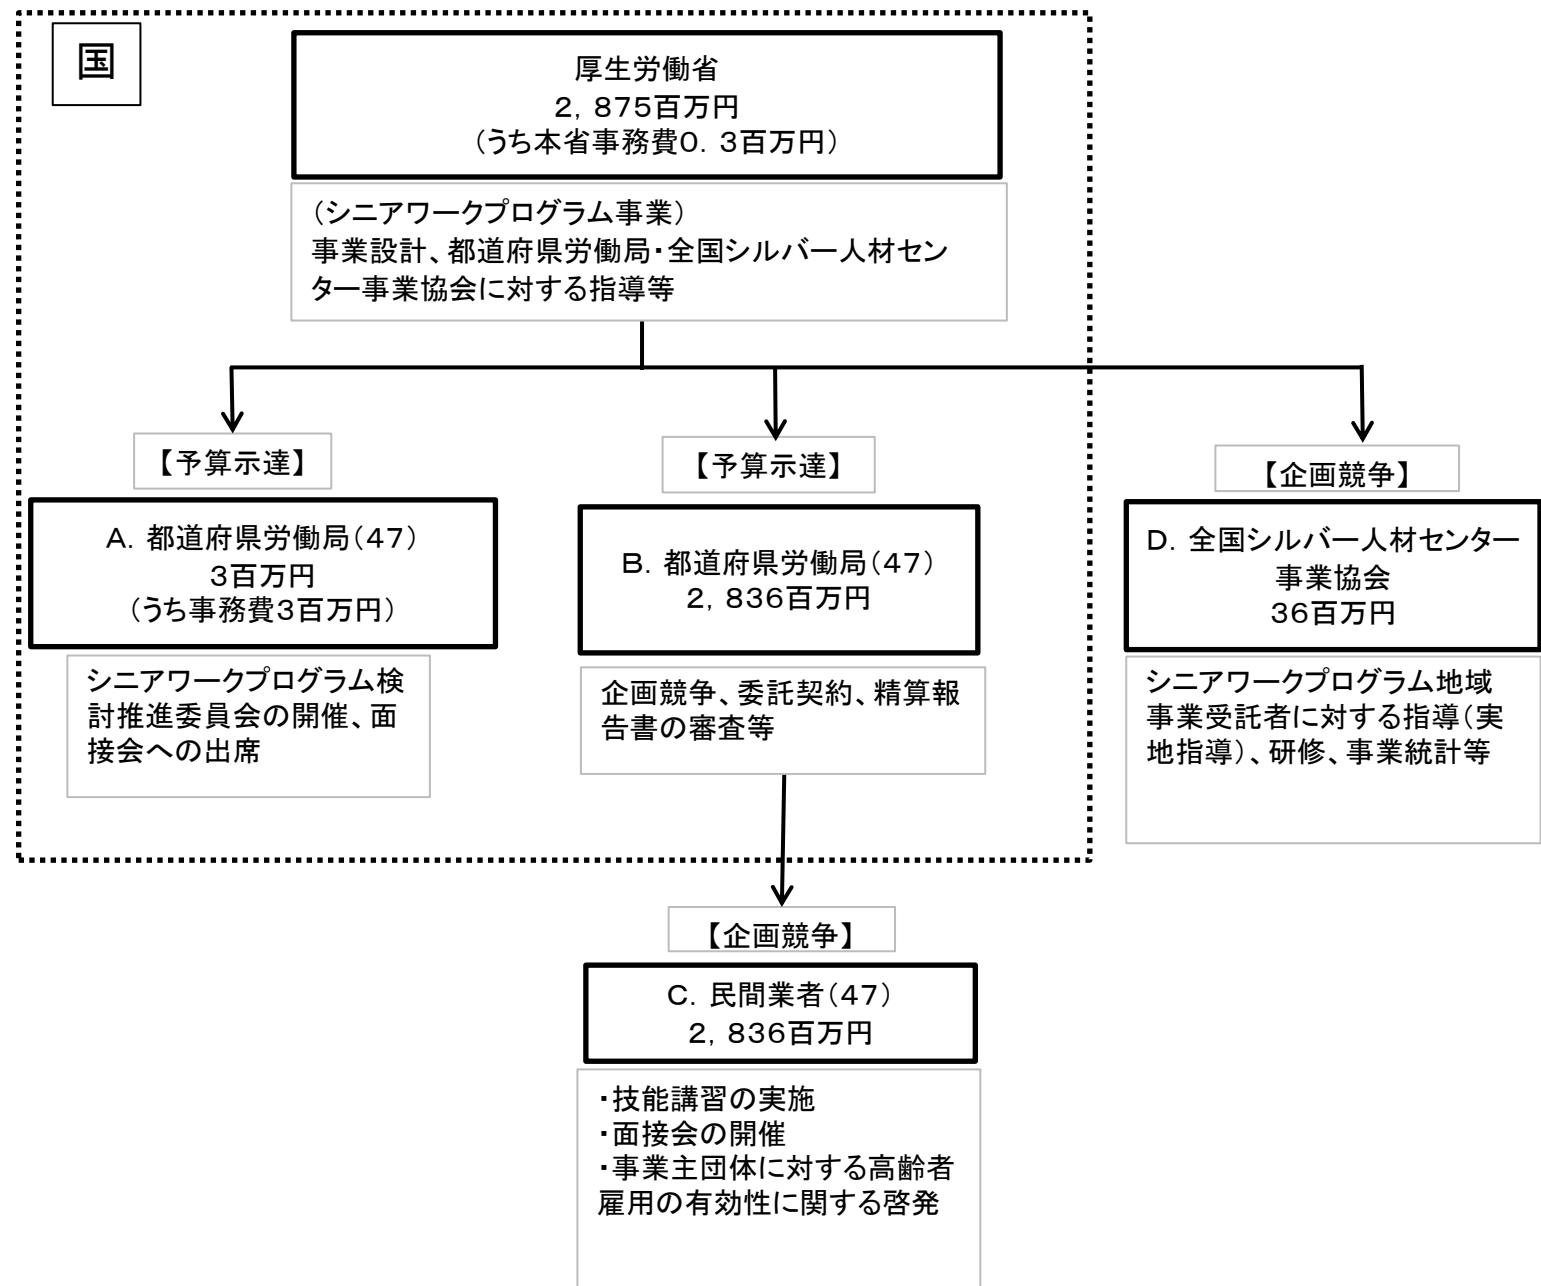 国
厚生労働省
2，875百万円
（うち本省事務費0．3百万円）
（シニアワークプログラム事業）
事業設計、都道府県労働局・全国シルバー人材セン
ター事業協会に対する指導等
【予算示達】
A．都道府県労働局（47）
3百万円
（うち事務費3百万円）
シニアワークプログラム検
討推進委員会の開催、面
接会への出席
【予算示達】
B．都道府県労働局（47）
2，836百万円
企画競争、委託契約、精算報
告書の審査等
【企画競争】
D．全国シルバー人材センター
事業協会
36百万円
シニアワークプログラム地域
事業受託者に対する指導（実
地指導）、研修、事業統計等
【企画競争】
C．民間業者（47）
2，836百万円
・技能講習の実施
・面接会の開催
・事業主団体に対する高齢者
雇用の有効性に関する啓発